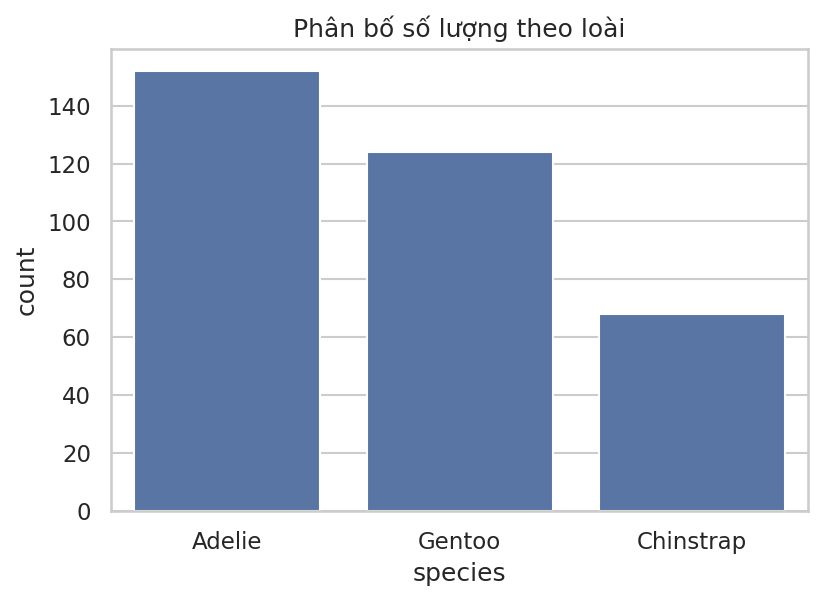 Phân bố số lượng theo loài
140
120
100
80
60
40
20
0
count
Adelie Gentoo Chinstrap
species